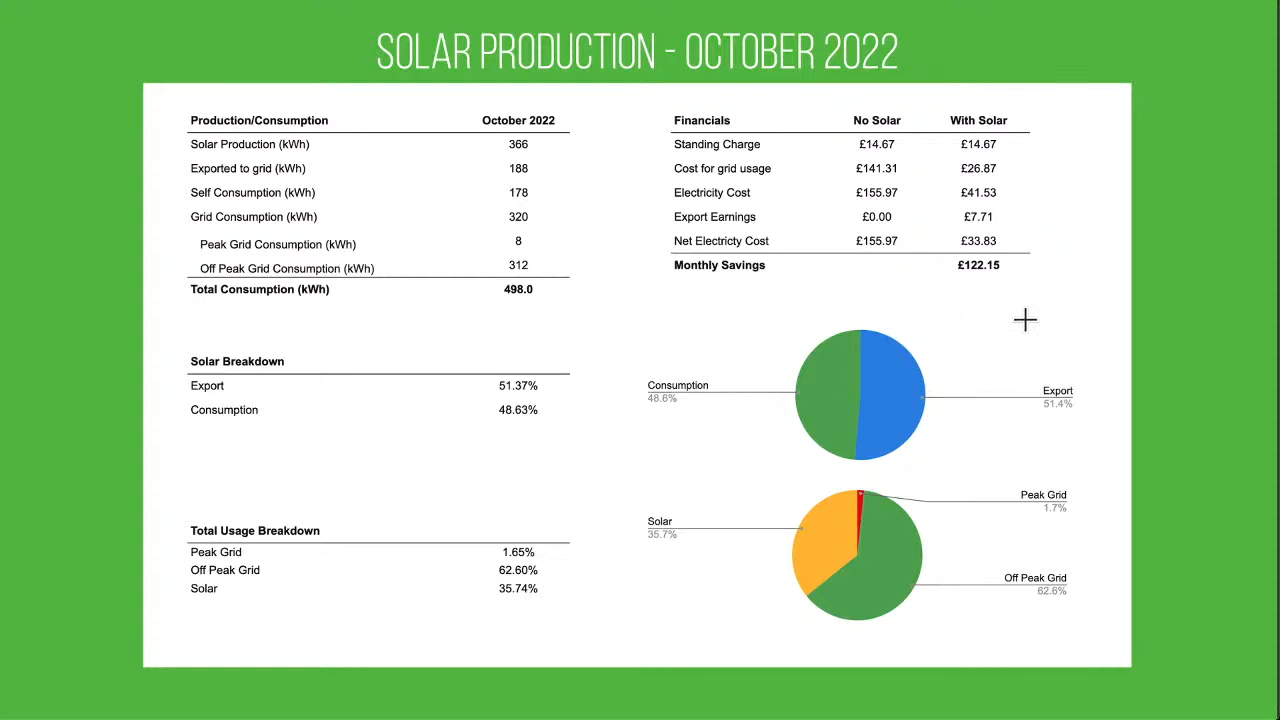 SOLAR PRODUCTION - OCTOBER 2022
Production/Consumption October 2022
Solar Production (kWh) 366
Exported to grid (kWh) 188
Self Consumption (kWh) 178
Grid Consumption (kWh) 320
Peak Grid Consumption (kWh) 8
Off Peak Grid Consumption (kWh) 312
Total Consumption (kWh) 498.0
Financials No Solar With Solar
Standing Charge £14.67 £14.67
Cost for grid usage £141.31 £26.87
Electricity Cost £155.97 £41.53
Export Earnings £0.00 £7.71
Net Electricty Cost £155.97 £33.83
Monthly Savings £122.15
Solar Breakdown
Export 51.37%
Consumption 48.63%
Consumption
48.6%
Export
51.4%
Total Usage Breakdown
Peak Grid 1.65%
Off Peak Grid 62.60%
Solar 35.74%
Solar
35.7%
Peak Grid
1.7%
Off Peak Grid
62.6%